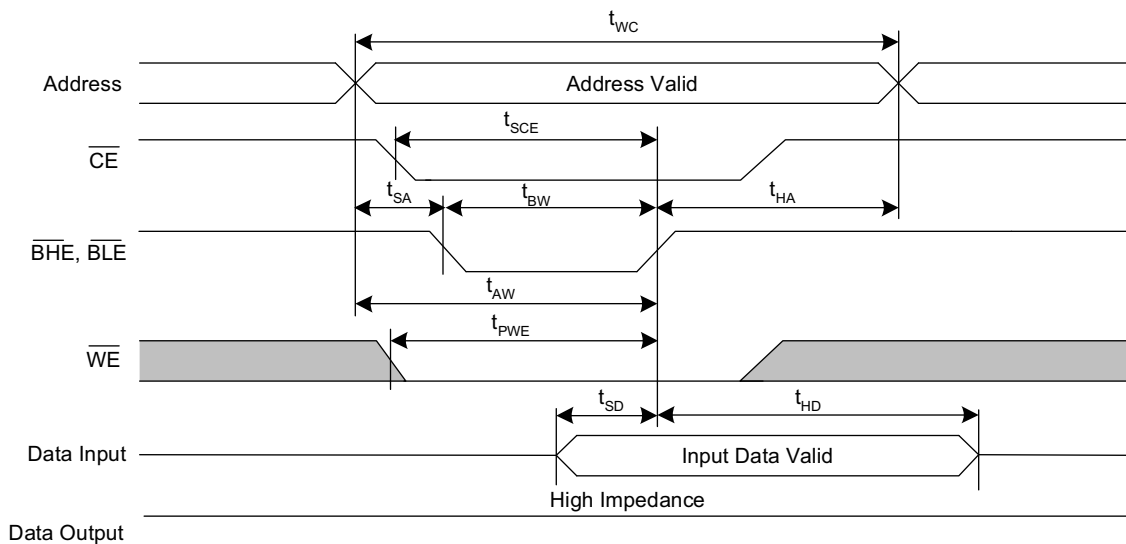 tWC
Address
Address Valid
tSCE
CE
tSA
tBW
tHA
BHE, BLE
tAW
tPWE
WE
tSD
tHD
Data Input
Input Data Valid
High Impedance
Data Output